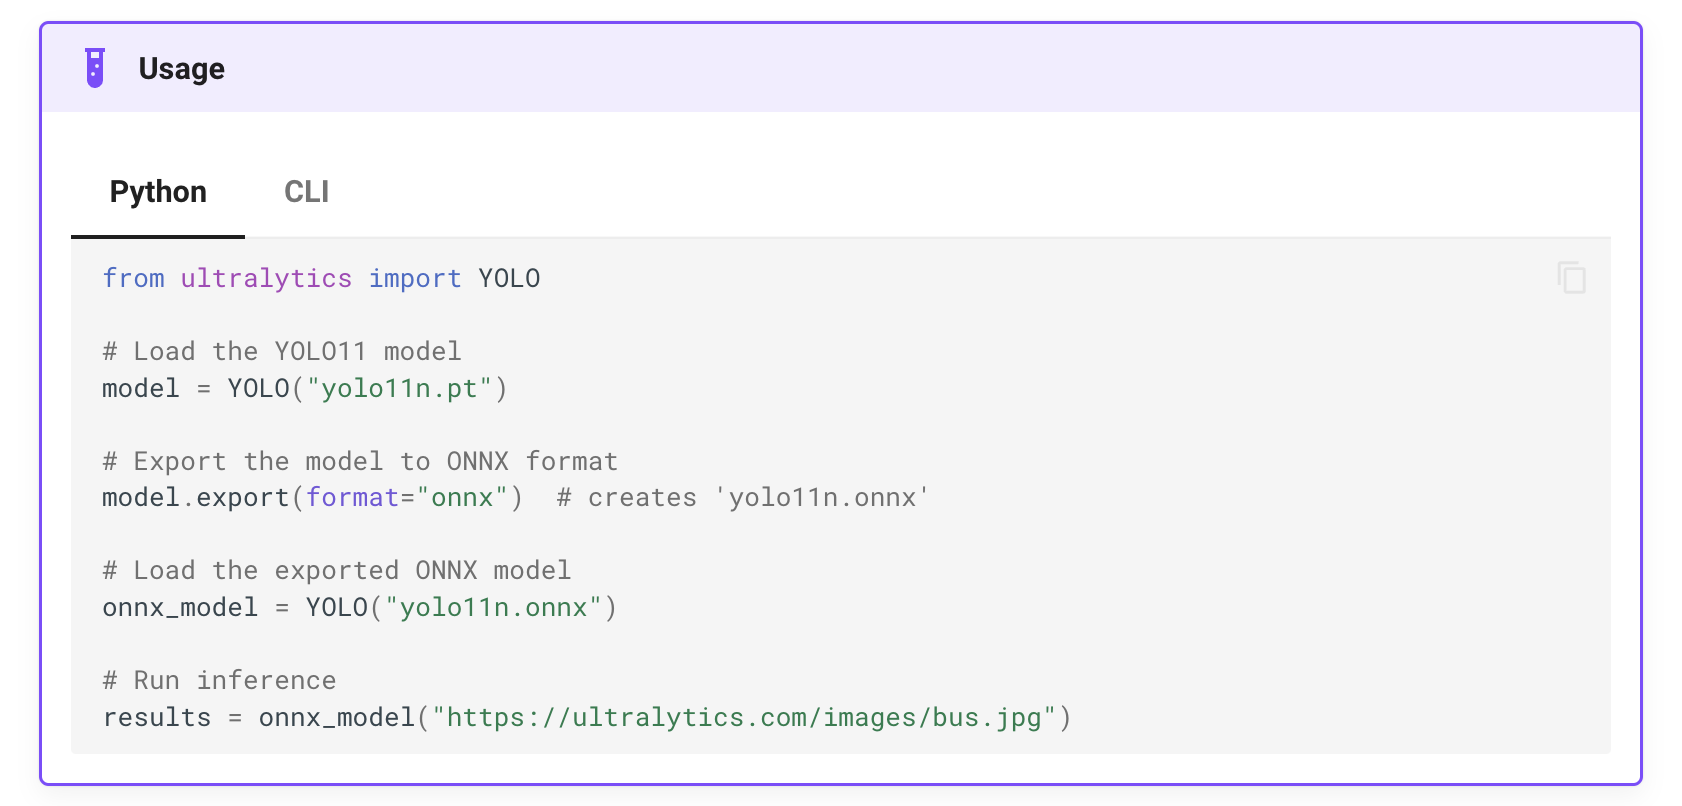 Usage
Python CLI
from ultralytics import YOLO
# Load the YOLO11 model
model = YOLO("yolo11n.pt")
# Export the model to ONNX format
model.export(format="onnx")  # creates 'yolo11n.onnx'
# Load the exported ONNX model
onnx_model = YOLO("yolo11n.onnx")
# Run inference
results = onnx_model("https://ultralytics.com/images/bus.jpg")